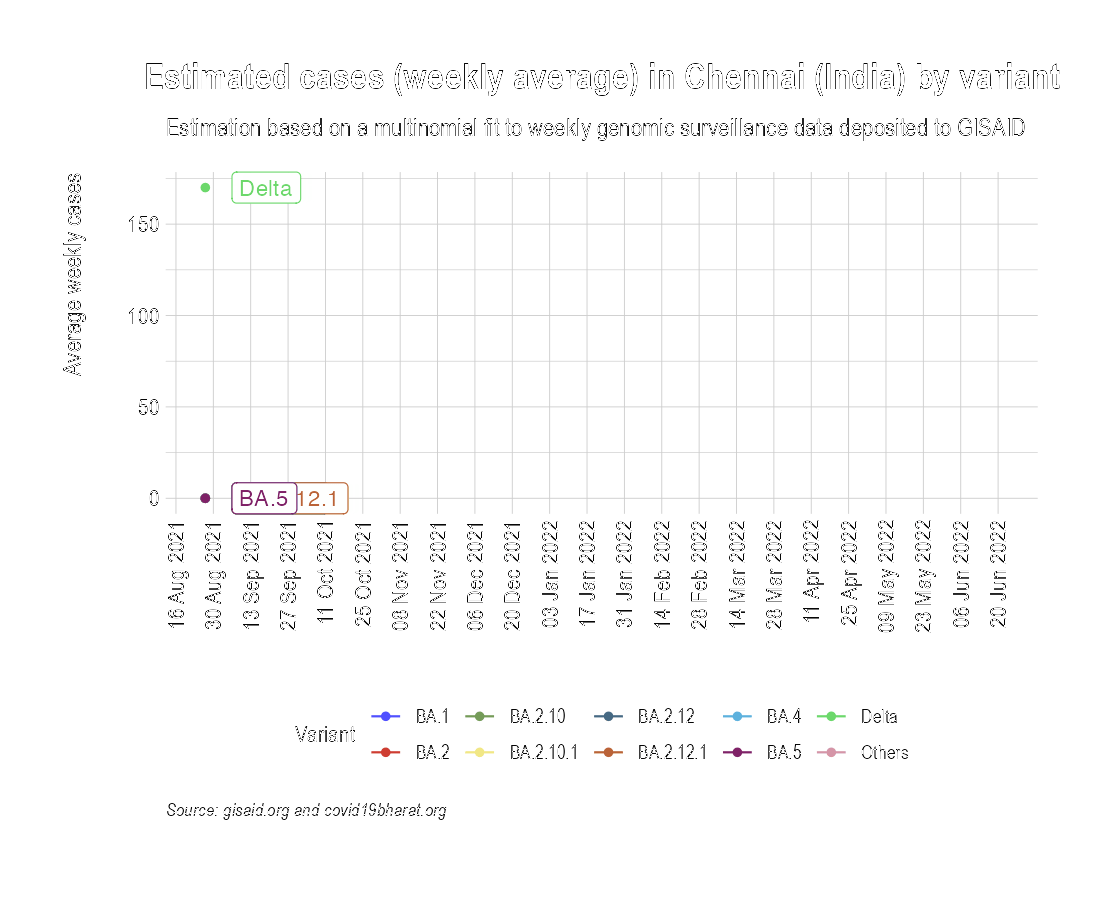 Estimated cases (weekly average) in Chennai (India) by variant
Estimation based on a multinomial fit to weekly genomic surveillance data deposited to GISAID
Average weekly cases
150
100
50
0
Delta
BA.5
12.1
16 Aug 2021
30 Aug 2021
13 Sep 2021
27 Sep 2021
11 Oct 2021
25 Oct 2021
08 Nov 2021
22 Nov 2021
06 Dec 2021
20 Dec 2021
03 Jan 2022
17 Jan 2022
31 Jan 2022
14 Feb 2022
28 Feb 2022
14 Mar 2022
28 Mar 2022
11 Apr 2022
25 Apr 2022
09 May 2022
23 May 2022
06 Jun 2022
20 Jun 2022
Variant
BA.1 BA.2.10 BA.2.12 BA.4 Delta
BA.2 BA.2.10.1 BA.2.12.1 BA.5 Others
Source: gisaid.org and covid19bharat.org